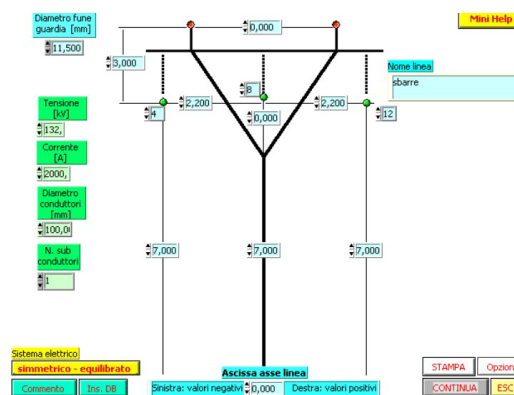 Diametro fune
guardia [mm]
11,500
0,000
Mini Help
3,000
Nome linea
sbarre
8
4
2,200
2,200
12
0,000
Tensione
[kV]
132,
Corrente
[A]
2000,
Diametro
conduttori
[mm]
100,0
N. sub
conduttori
1
7,000
7,000
7,000
Sistema elettrico
simmetrico - equilibrato
Commento
Ins. DB
Ascissa asse linea
Sinistra: valori negativi
0,000
Destra: valori positivi
STAMPA
Opzion
CONTINUA
ESC